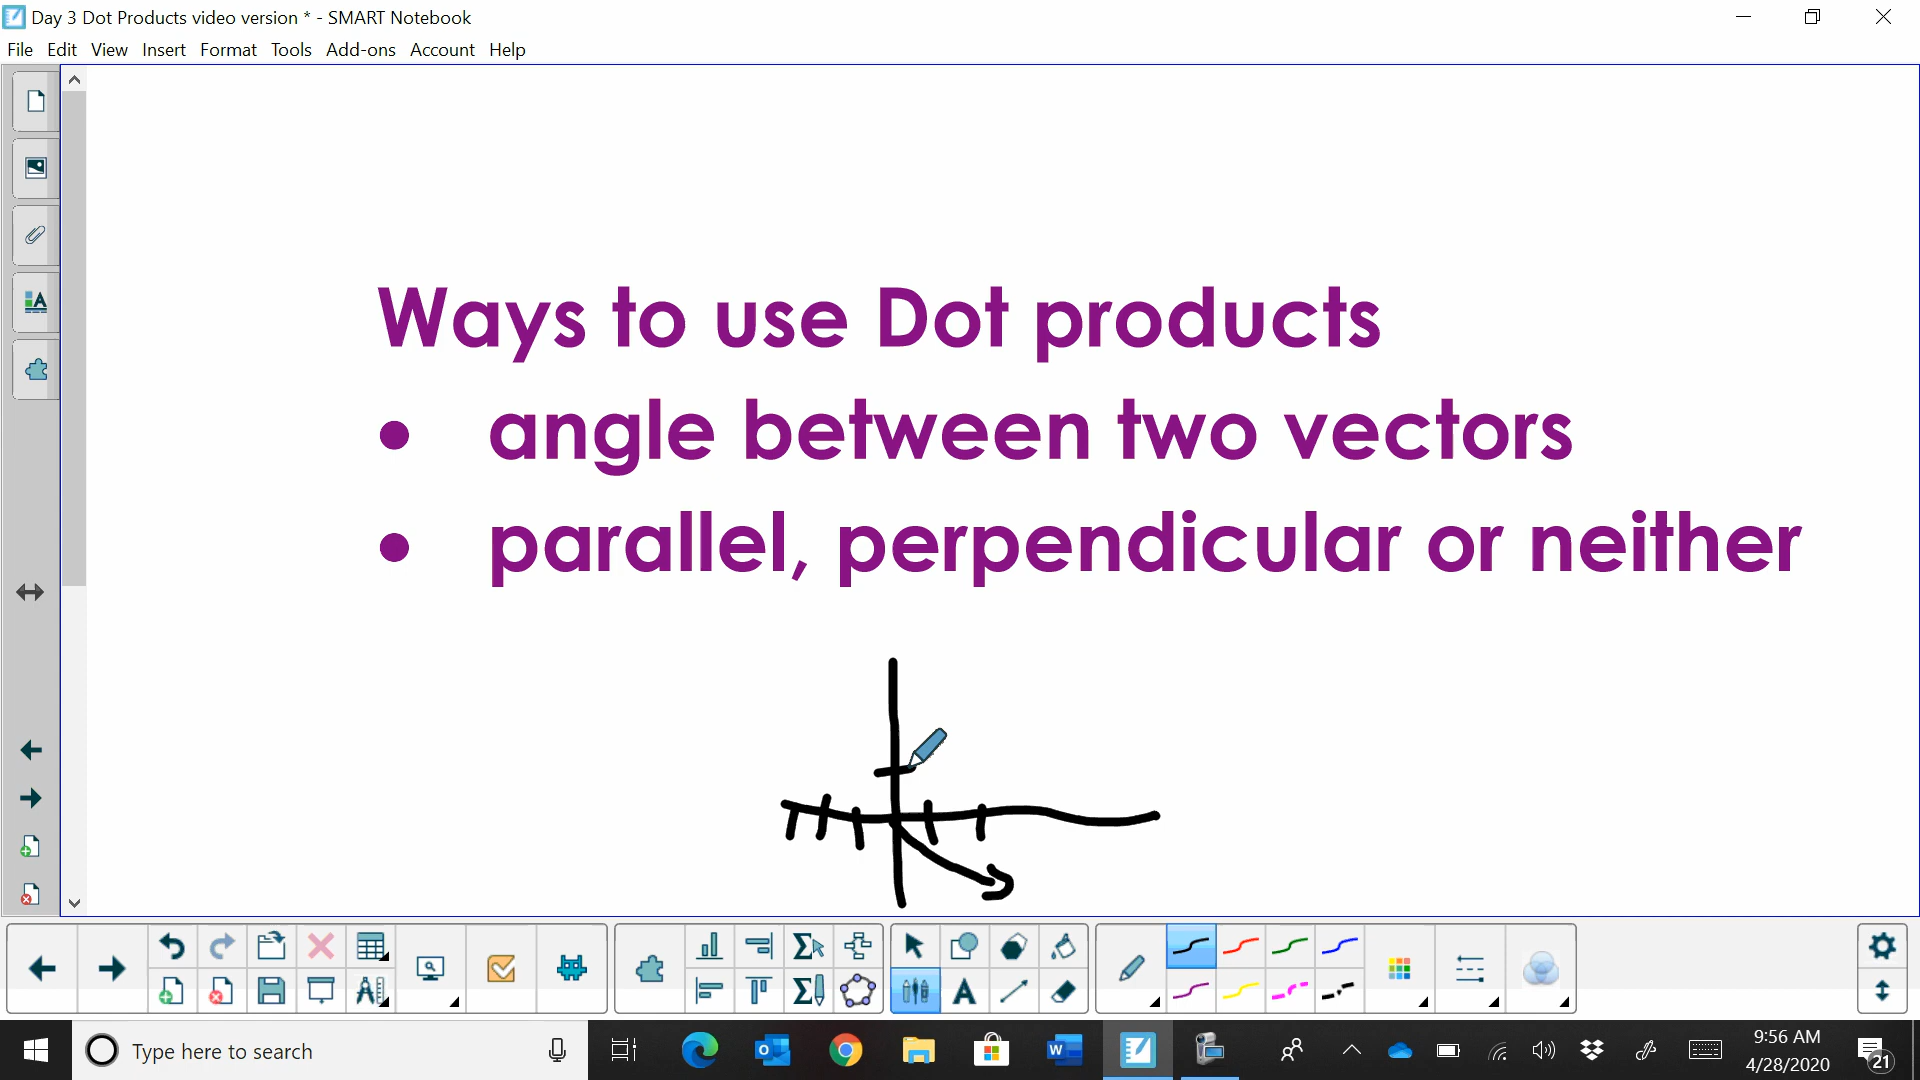 Day 3 Dot Products video version * - SMART Notebook
File Edit View Insert Format Tools Add-ons Account Help
Ways to use Dot products
• angle between two vectors
• parallel, perpendicular or neither
Type here to search
9:56 AM
4/28/2020
21